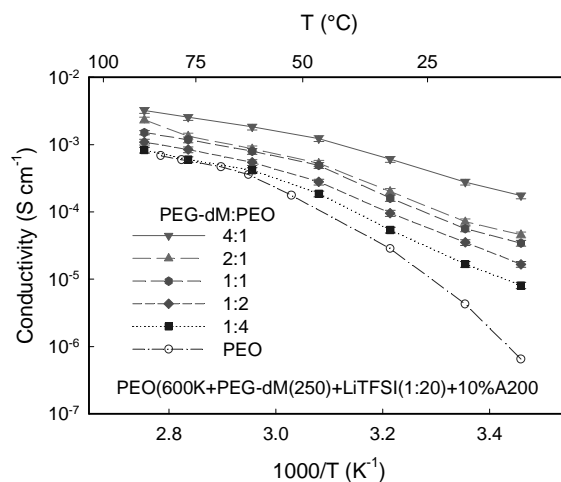 T (°C)
100 75 50 25
10-2
10-3
10-4
10-5
10-6
10-7
Conductivity (S cm-1)
PEG-dM:PEO
4:1
2:1
1:1
1:2
1:4
PEO
PEO(600K+PEG-dM(250)+LiTFSI(1:20)+10%A200
2.8 3.0 3.2 3.4
1000/T (K-1)